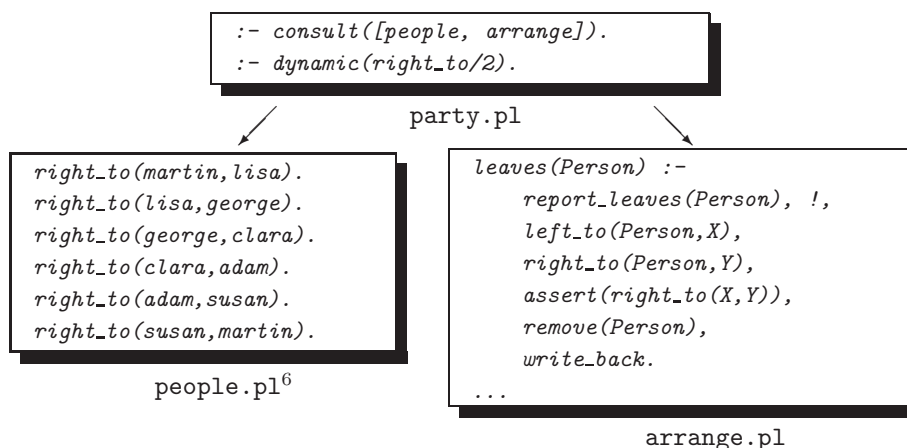 :- consult([people, arrange]).
:- dynamic(right_to/2).
party.pl
right_to(martin,lisa).
right_to(lisa,george).
right_to(george,clara).
right_to(clara,adam).
right_to(adam,susan).
right_to(susan,martin).
people.pl⁶
leaves(Person) :-
report_leaves(Person), !,
left_to(Person,X),
right_to(Person,Y),
assert(right_to(X,Y)),
remove(Person),
write_back.
...
arrange.pl